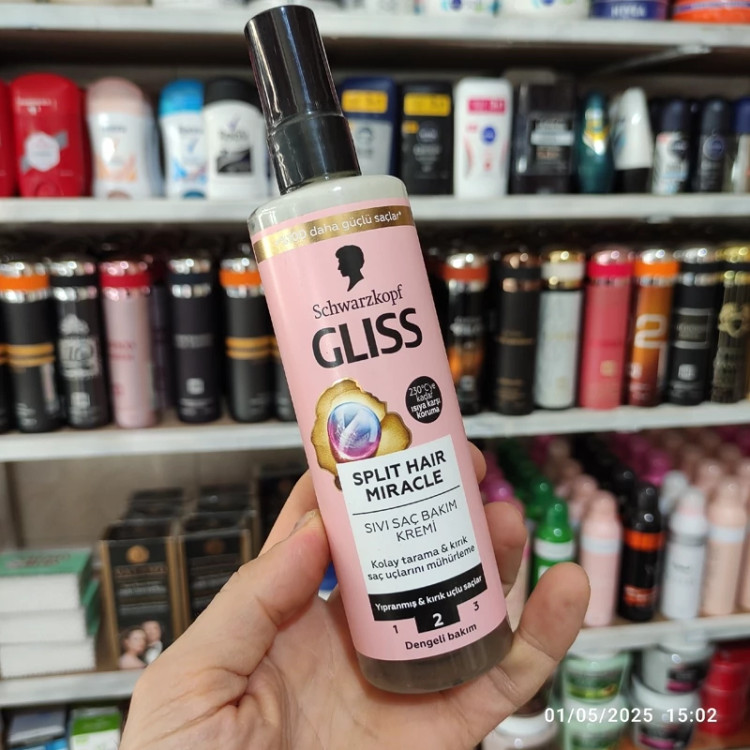 daha güçlü saçlar*
Schwarzkopf
GLISS
230°C'ye
kadar
ısıya karşı
koruma
SPLIT HAIR
MIRACLE
SIVI SAÇ BAKIM
KREMİ
Kolay tarama & kırık
saç uçlarını mühürleme
Yıpranmış & kırık uçlu saçlar
1 2 3
Dengeli bakım
01/05/2025 15:02